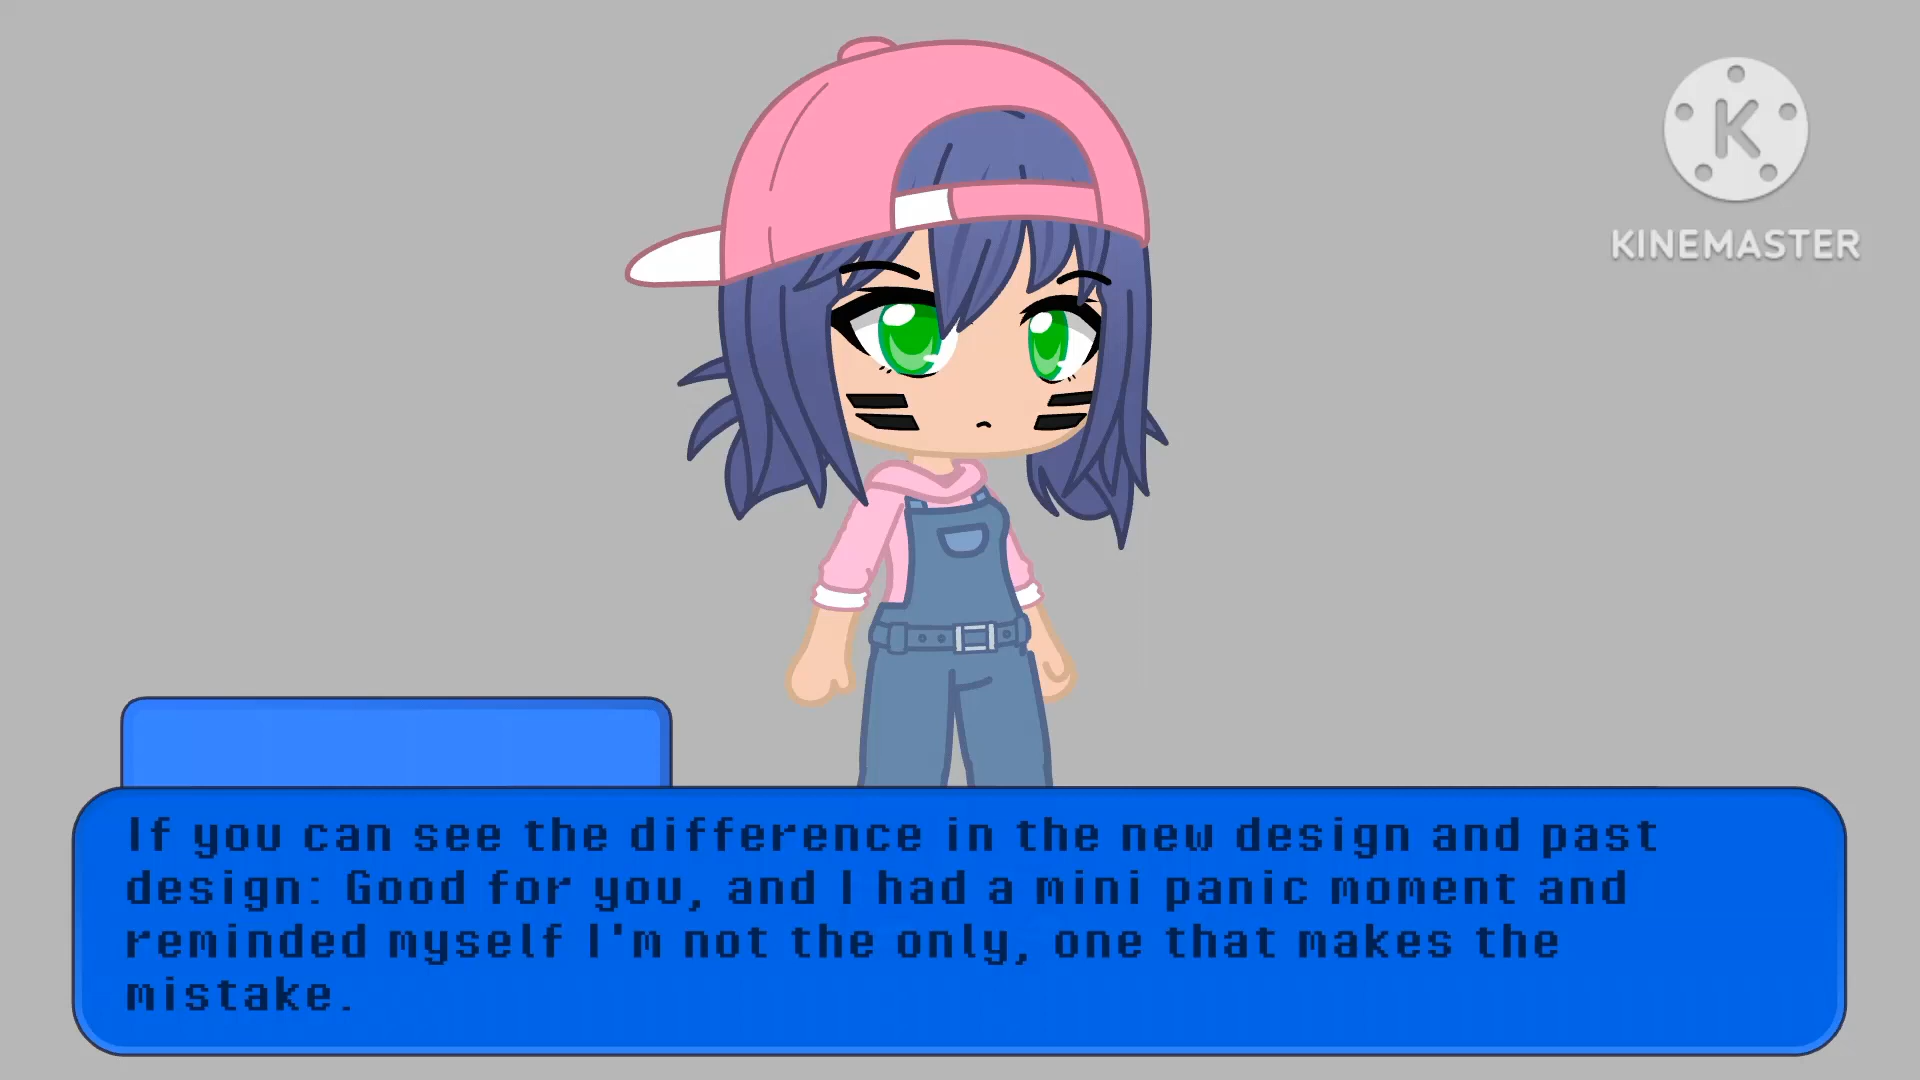 K
KINEMASTER
If you can see the difference in the new design and past
design: Good for you, and I had a mini panic moment and
reminded myself I'm not the only, one that makes the
mistake.